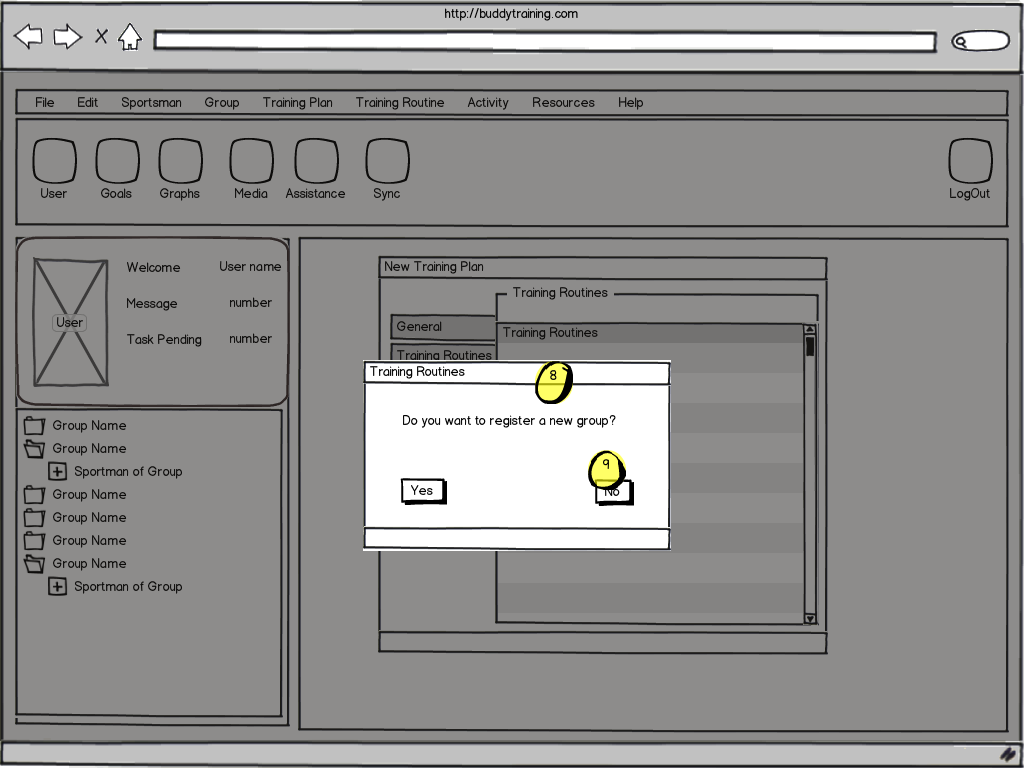 http://buddytraining.com
File Edit Sportsman Group Training Plan Training Routine Activity Resources Help
User Goals Graphs Media Assistance Sync LogOut
Welcome User name
Message number
User
Task Pending number
Group Name
Group Name
Sportman of Group
Group Name
Group Name
Group Name
Group Name
Sportman of Group
New Training Plan
Training Routines
General
Training Routines
Training Routines
Training Routines
8
Do you want to register a new group?
9
Yes No